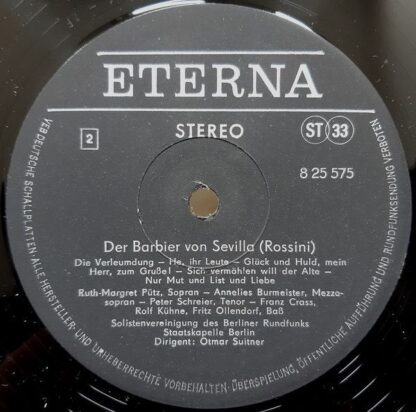 ETERNA
2
STEREO
ST 33
8 25 575
Der Barbier von Sevilla (Rossini)
Die Verleumdung – He, ihr Leute – Glück und Huld, mein
Herr, zum Gruße! – Sich vermählen will der Alte –
Nur Mut und List und Liebe
Ruth-Margret Pütz, Sopran – Annelies Burmeister, Mezzo-
sopran – Peter Schreier, Tenor – Franz Crass,
Rolf Kühne, Fritz Ollendorf, Baß
Solistenvereinigung des Berliner Rundfunks
Staatskapelle Berlin
Dirigent: Otmar Suitner
VEB DEUTSCHE SCHALLPLATTEN · ALLE HERSTELLER- UND URHEBERRECHTE VORBEHALTEN · ÜBERSPIELUNG, ÖFFENTLICHE AUFFÜHRUNG UND RUNDFUNKSENDUNG VERBOTEN